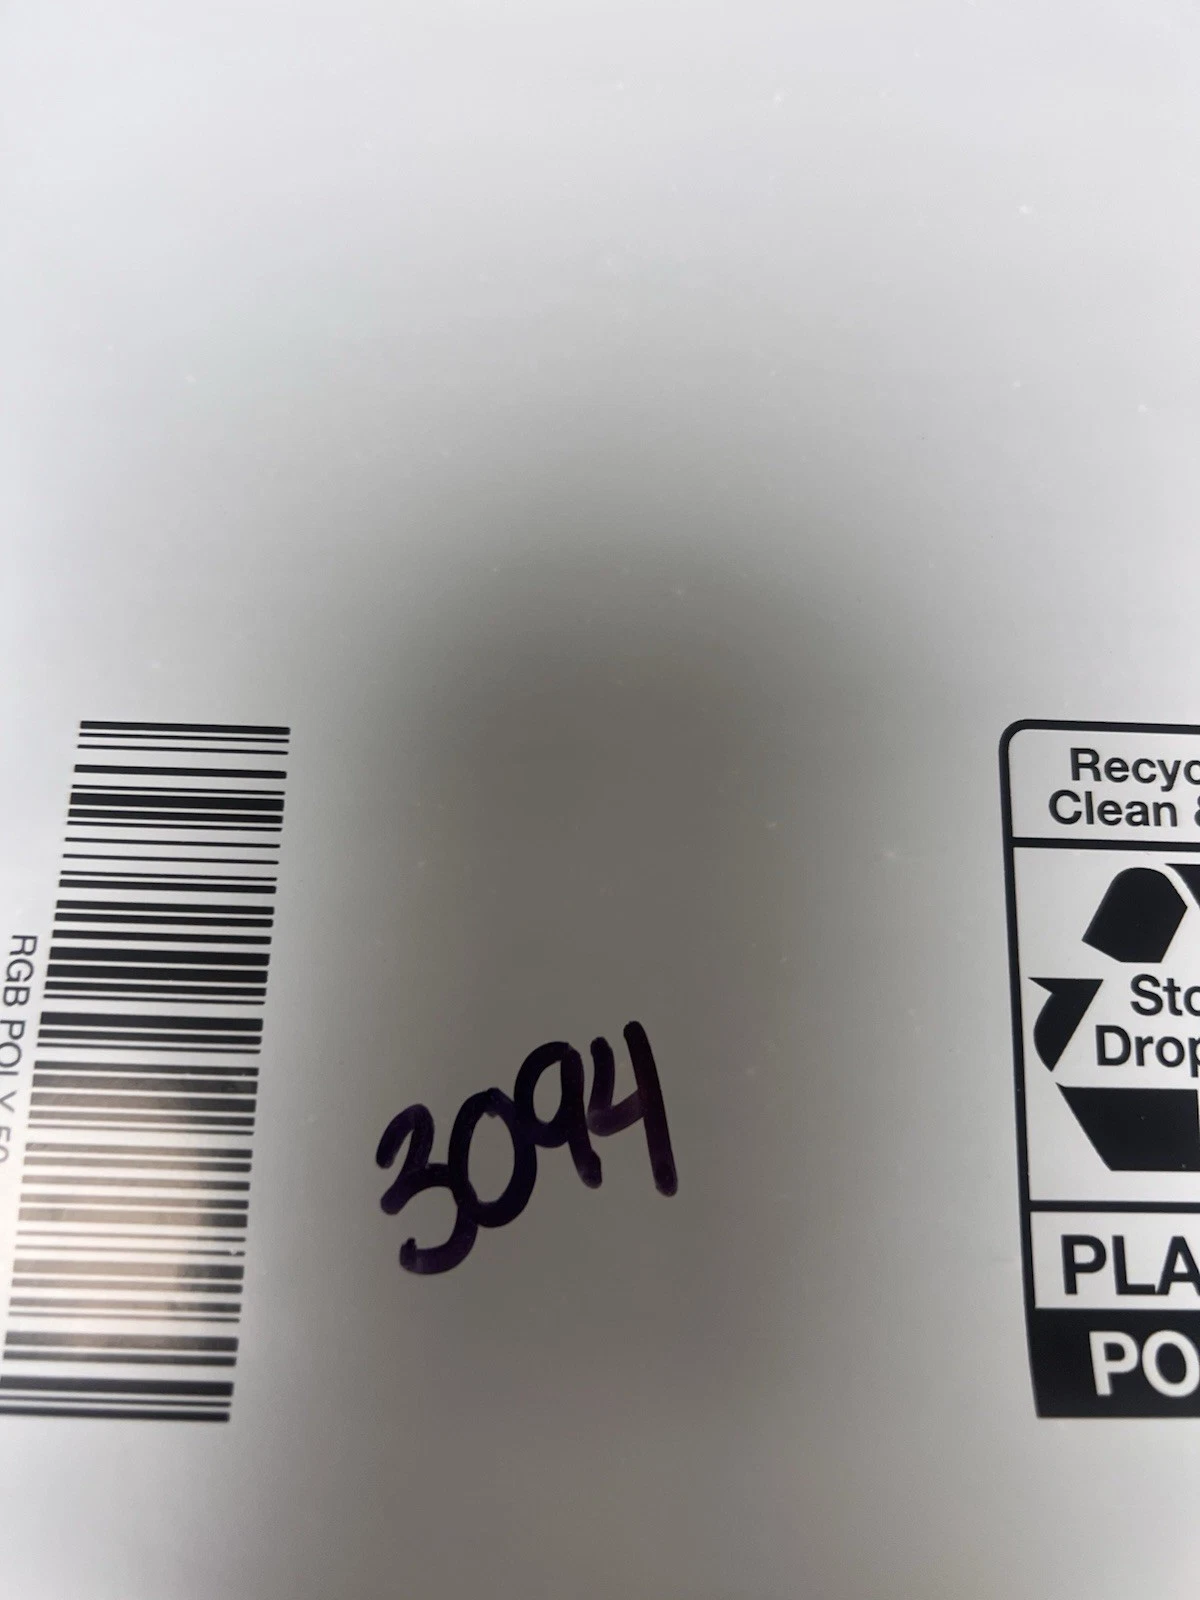 RGB POLY
3094
Recyc
Clean &
Sto
Drop
PLA
PO